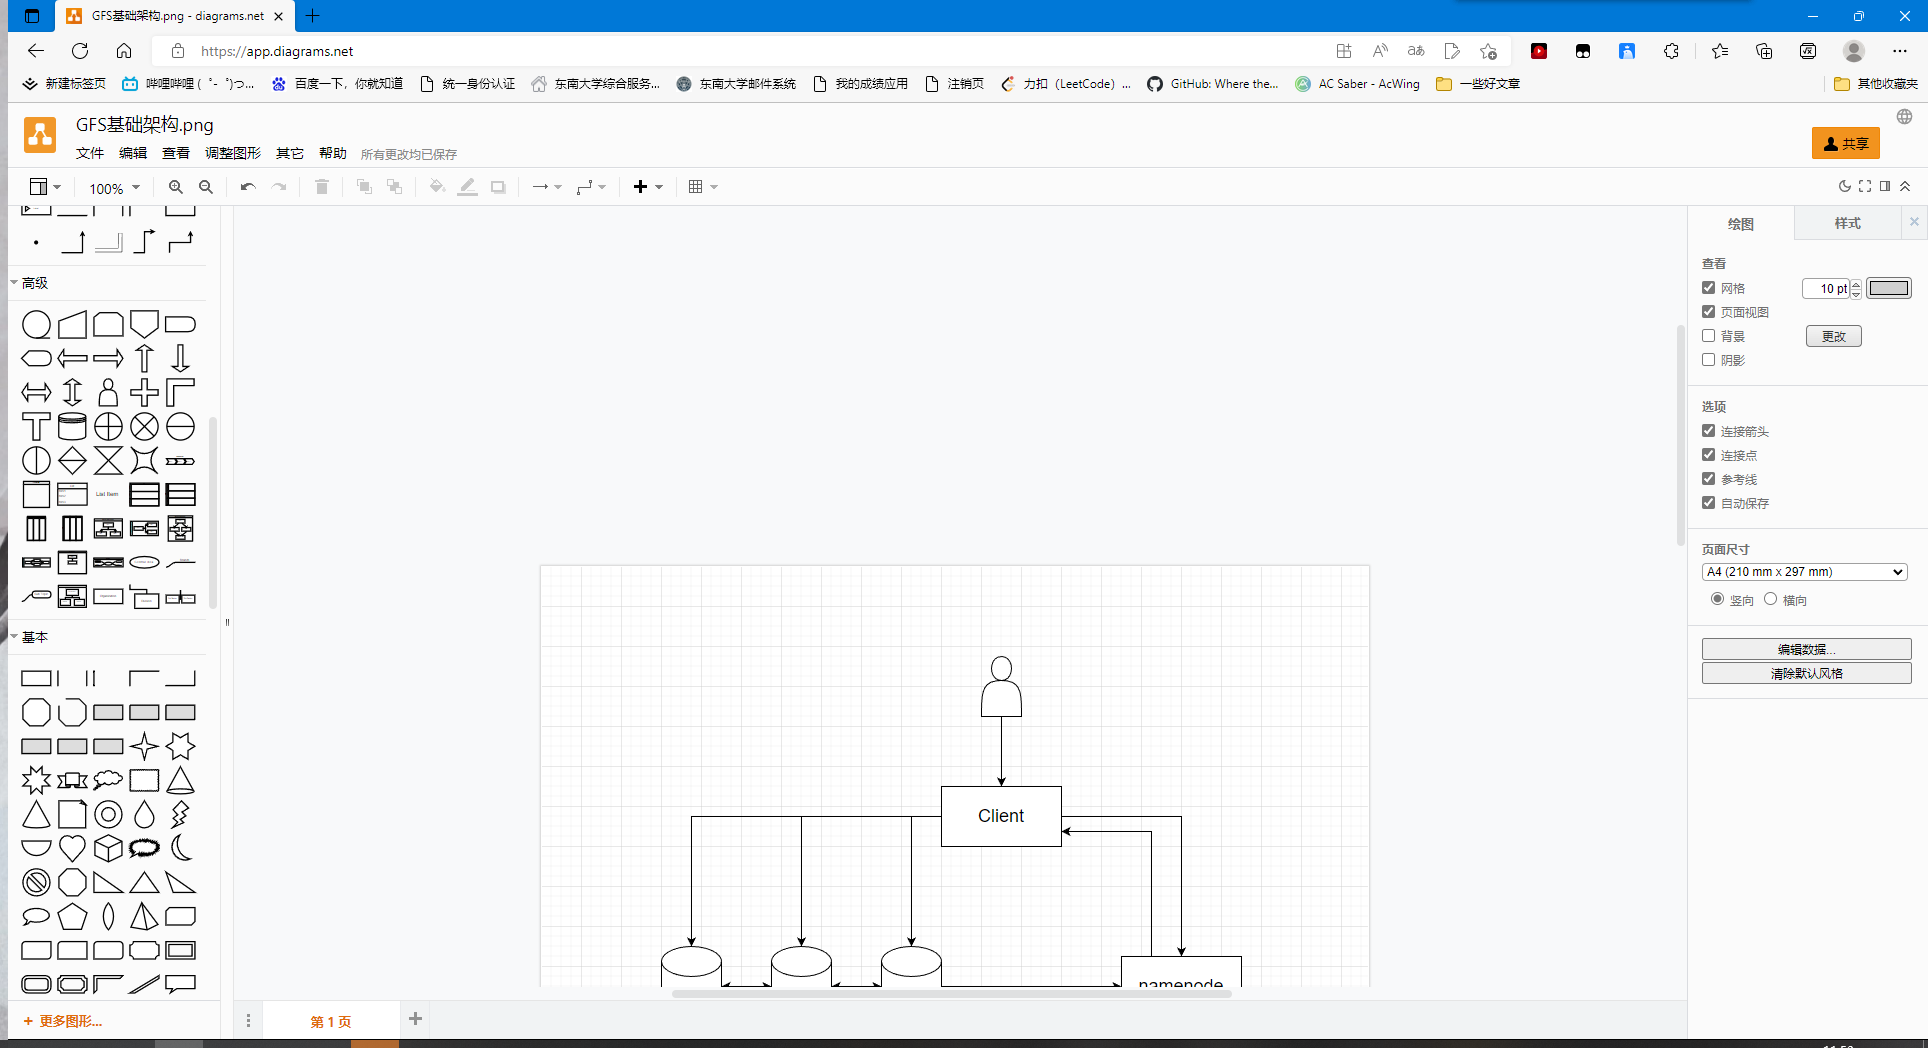 GFS基础架构.png - diagrams.net
https://app.diagrams.net
新建标签页
哔哩哔哩 (゜-゜)つ...
百度一下，你就知道
统一身份认证
东南大学综合服务...
东南大学邮件系统
我的成绩应用
注销页
力扣（LeetCode）...
GitHub: Where the...
AC Saber - AcWing
一些好文章
其他收藏夹
GFS基础架构.png
文件 编辑 查看 调整图形 其它 帮助 所有更改均已保存
共享
100%
高级
List Item
基本
+ 更多图形...
Client
namenode
第 1 页
绘图 样式
查看
网格 10 pt
页面视图
背景 更改
阴影
选项
连接箭头
连接点
参考线
自动保存
页面尺寸
A4 (210 mm x 297 mm)
竖向 横向
编辑数据...
清除默认风格